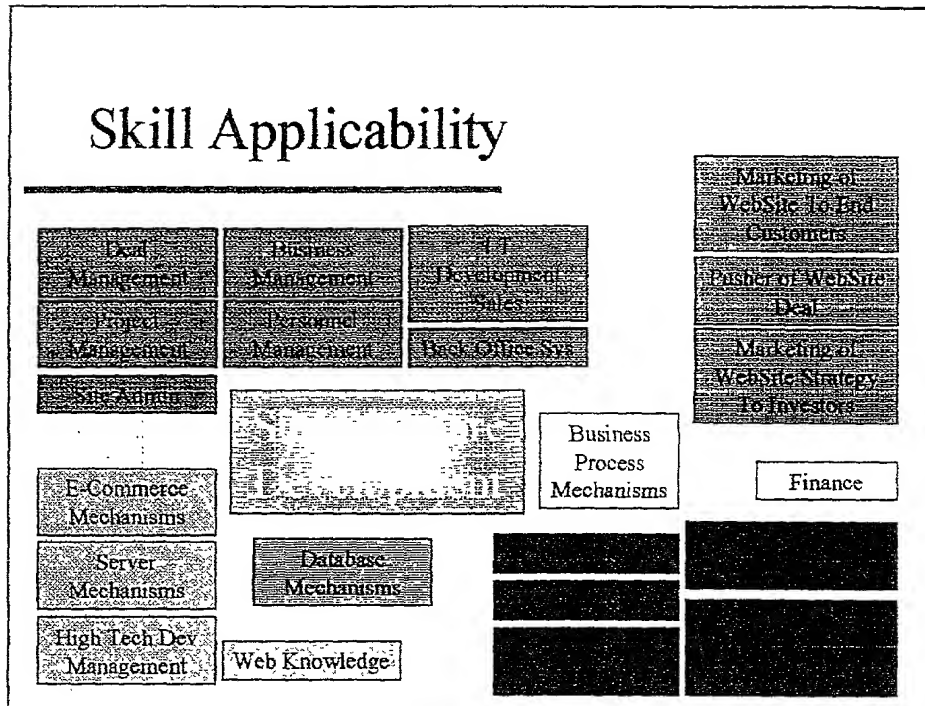 Skill Applicability
Marketing of
WebSite To End
Customers
Deal
Management
Business
Management
I.T.
Development
Sales
Pusher of WebSite
Deal
Project
Management
Personnel
Management
Back Office Sys
Marketing of
WebSite Strategy
To Investors
Site Admin
Business
Process
Mechanisms
Finance
E-Commerce
Mechanisms
Server
Mechanisms
Database
Mechanisms
High Tech Dev
Management
Web Knowledge